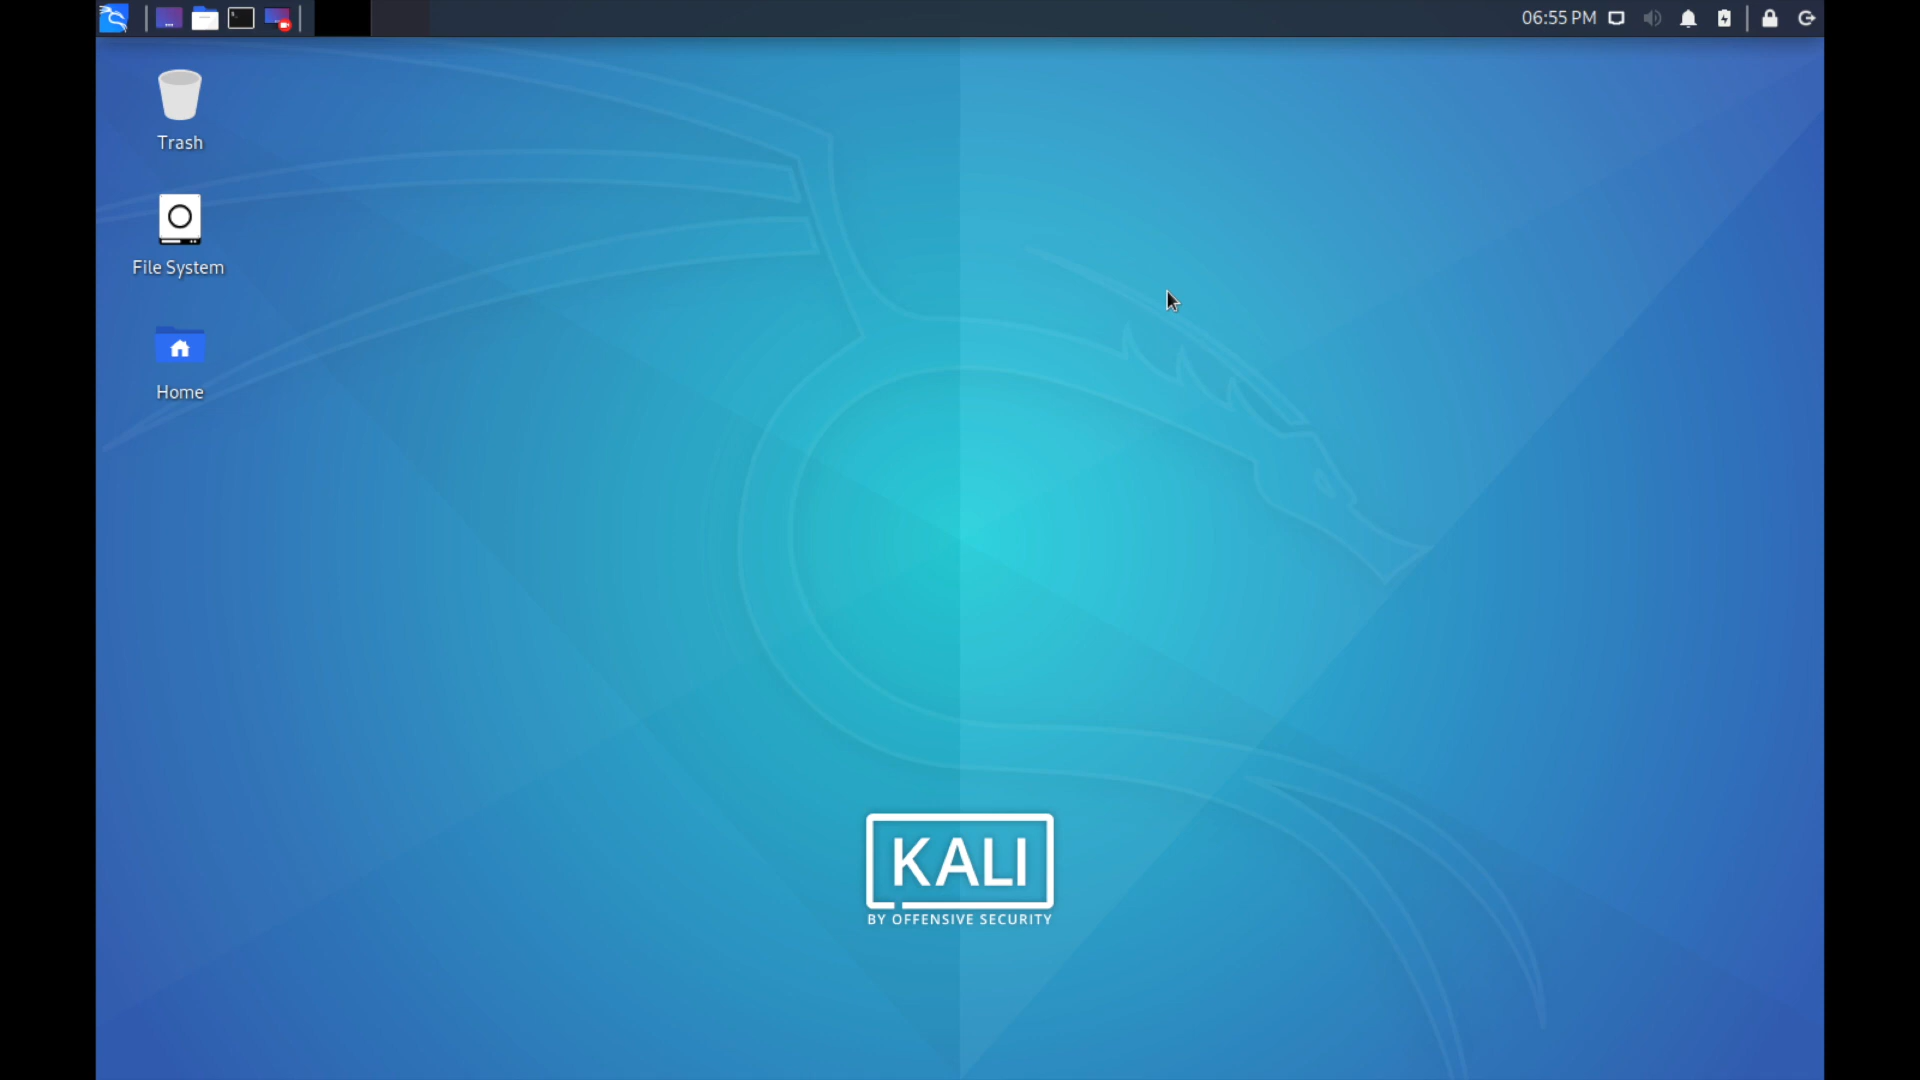 06:55 PM
Trash
File System
Home
KALI
BY OFFENSIVE SECURITY